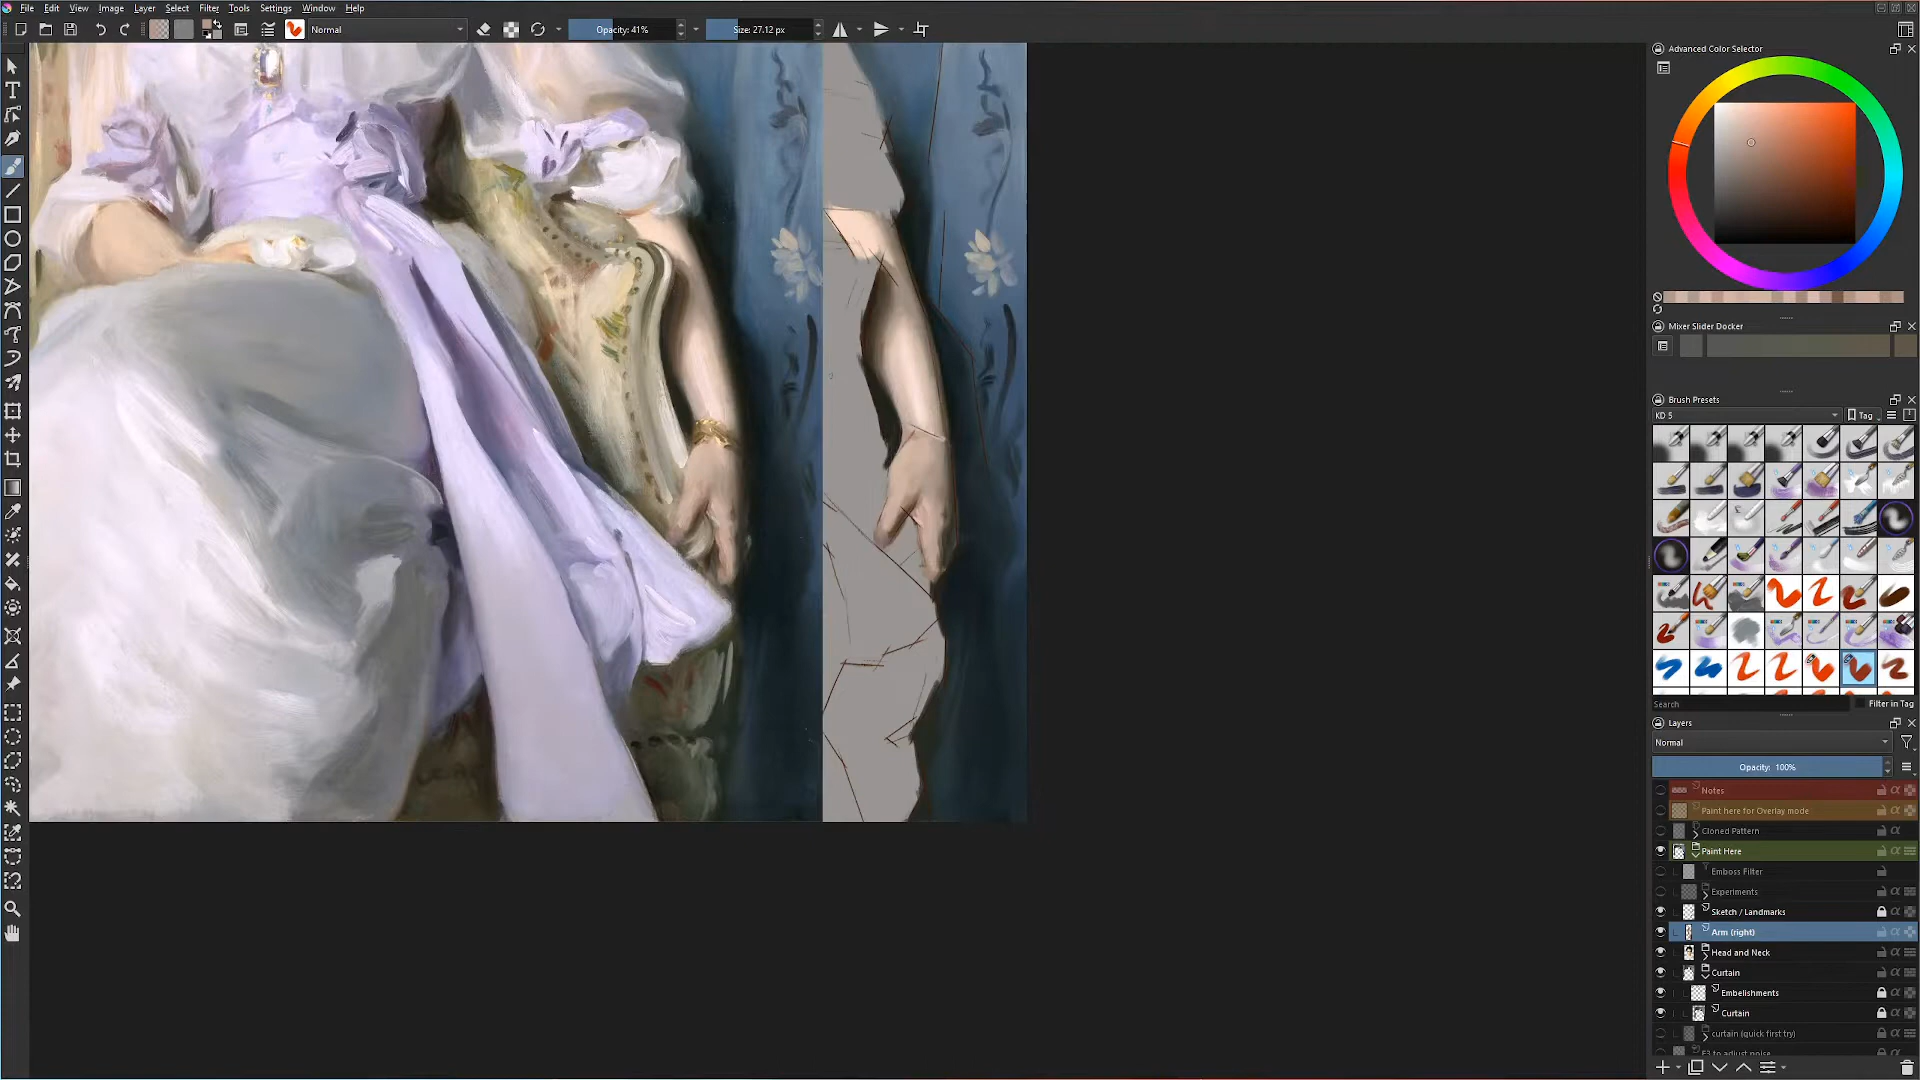 File Edit View Image Layer Select Filter Tools Settings Window Help
Normal
Opacity: 41%
Size: 27.12 px
Advanced Color Selector
Mixer Slider Docker
Brush Presets
KD 5
Tag
Search
Filter in Tag
Layers
Normal
Opacity: 100%
Notes
Paint here for Overlay mode
Cloned Pattern
Paint Here
Emboss Filter
Experiments
Sketch / Landmarks
Arm (right)
Head and Neck
Curtain
Embelishments
Curtain
curtain (quick first try)